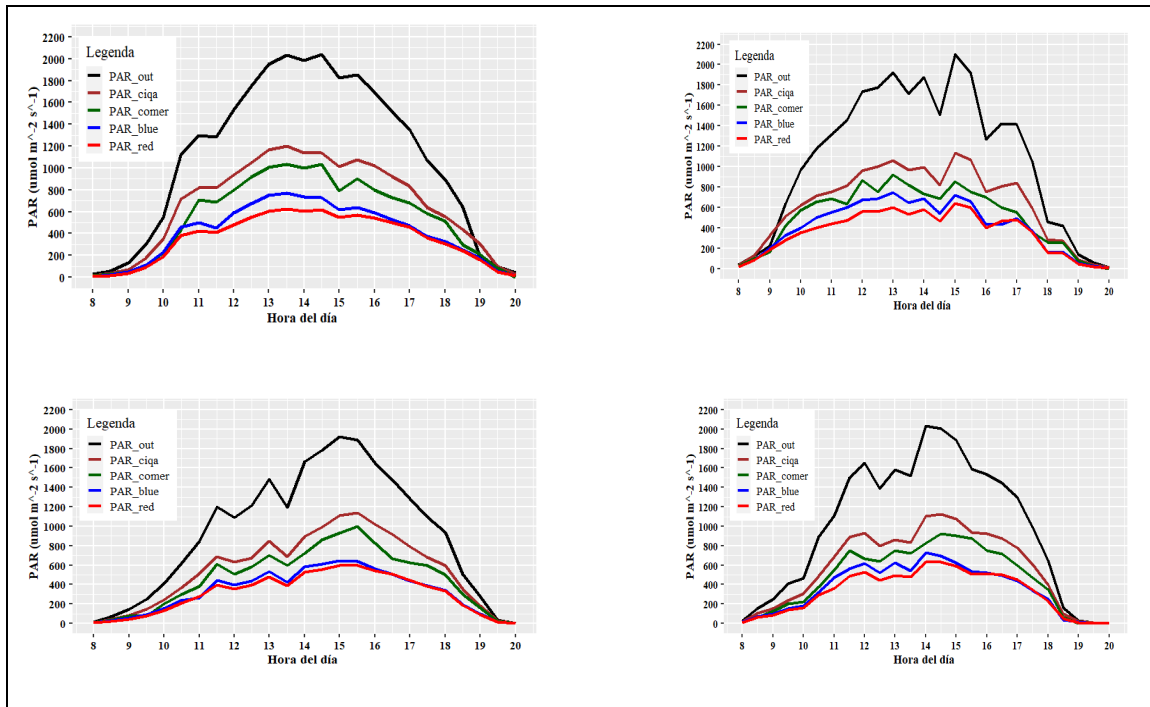 PAR (umol m^-2 s^-1)
2200
2000
1800
1600
1400
1200
1000
800
600
400
200
0
Legenda
PAR_out
PAR_ciqa
PAR_comer
PAR_blue
PAR_red
8 9 10 11 12 13 14 15 16 17 18 19 20
Hora del día
PAR (umol m^-2 s^-1)
2200
2000
1800
1600
1400
1200
1000
800
600
400
200
0
Legenda
PAR_out
PAR_ciqa
PAR_comer
PAR_blue
PAR_red
8 9 10 11 12 13 14 15 16 17 18 19 20
Hora del día
PAR (umol m^-2 s^-1)
2200
2000
1800
1600
1400
1200
1000
800
600
400
200
0
Legenda
PAR_out
PAR_ciqa
PAR_comer
PAR_blue
PAR_red
8 9 10 11 12 13 14 15 16 17 18 19 20
Hora del día
PAR (umol m^-2 s^-1)
2200
2000
1800
1600
1400
1200
1000
800
600
400
200
0
Legenda
PAR_out
PAR_ciqa
PAR_comer
PAR_blue
PAR_red
8 9 10 11 12 13 14 15 16 17 18 19 20
Hora del día